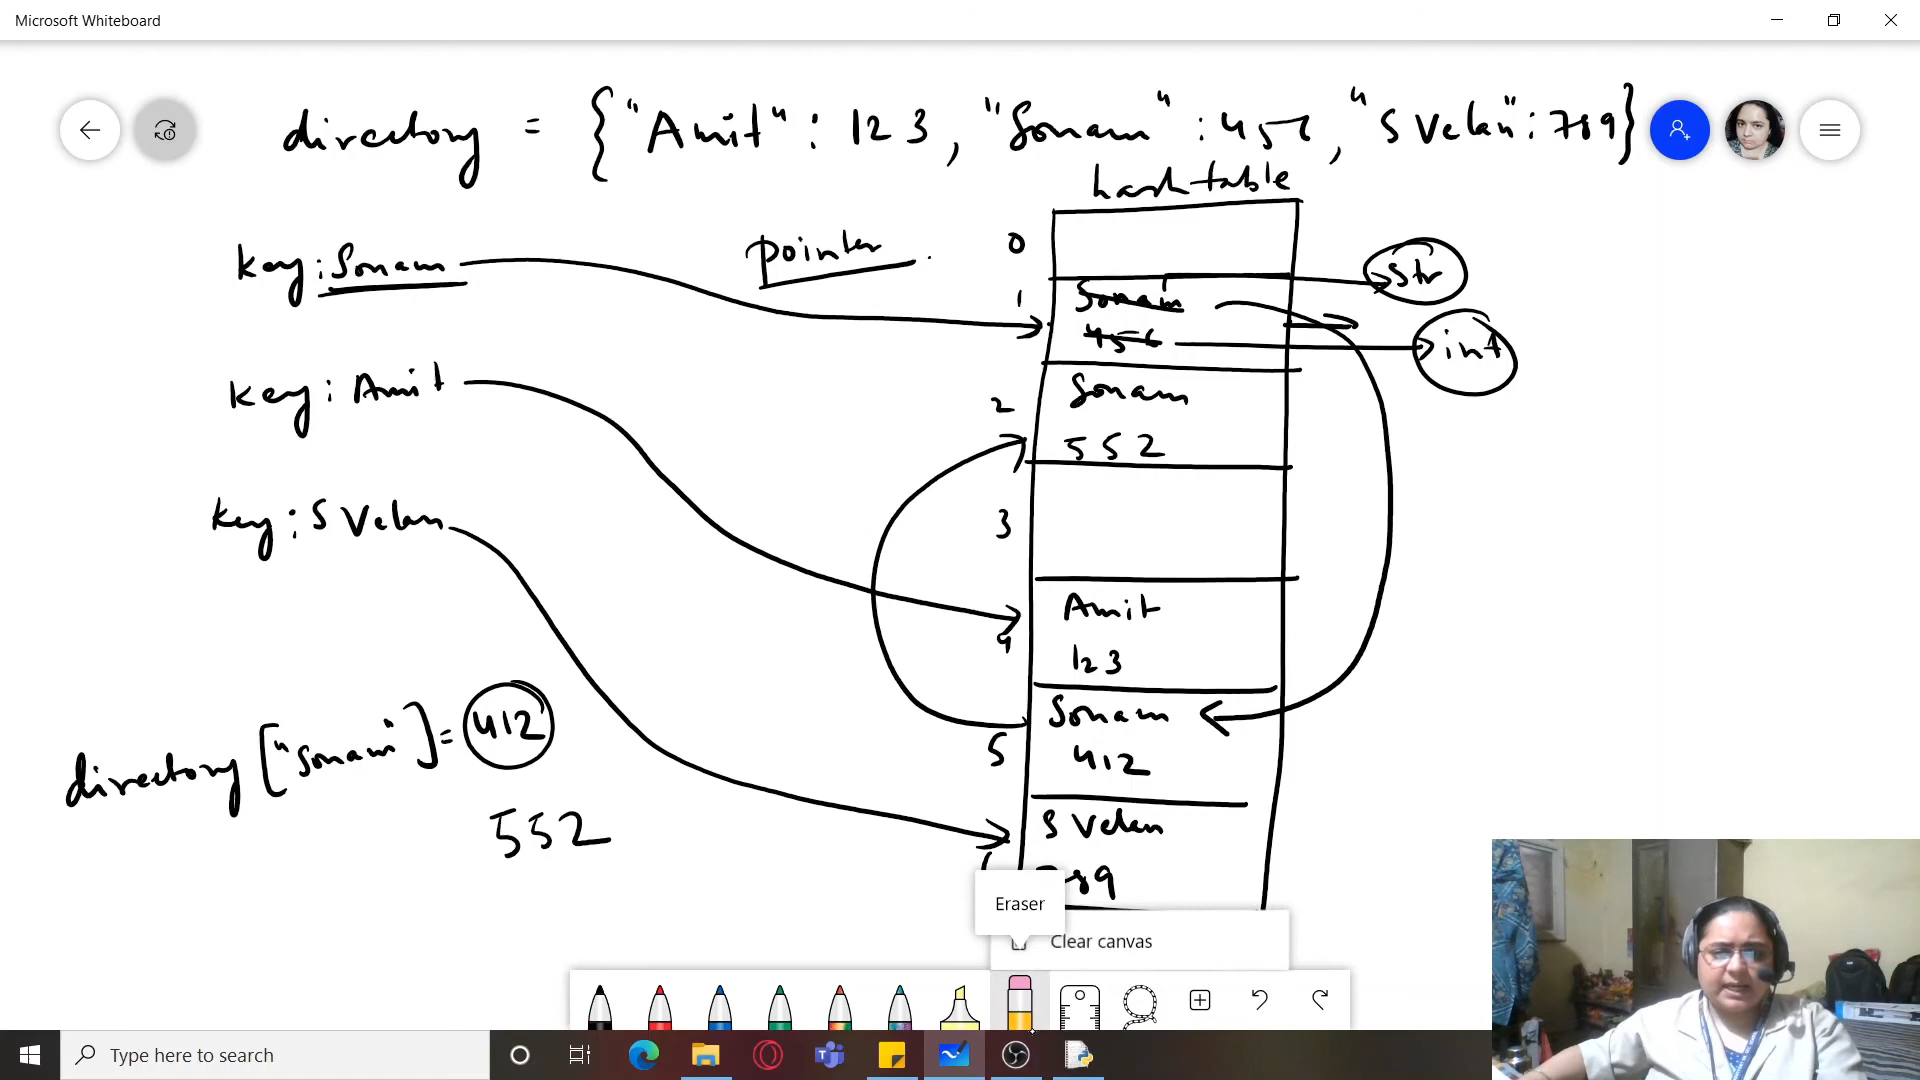 Microsoft Whiteboard
directory = {"Amit" : 123, "Sonam" : 456, "S Velan" : 789}
hash table
key : Sonam
pointer
0
str
1
Sonam
456
int
key : Amit
2
Sonam
552
key : S Velan
3
Amit
4
123
directory ["Sonam"] = 412
Sonam
5
412
552
S Velan
789
Eraser
Clear canvas
Type here to search